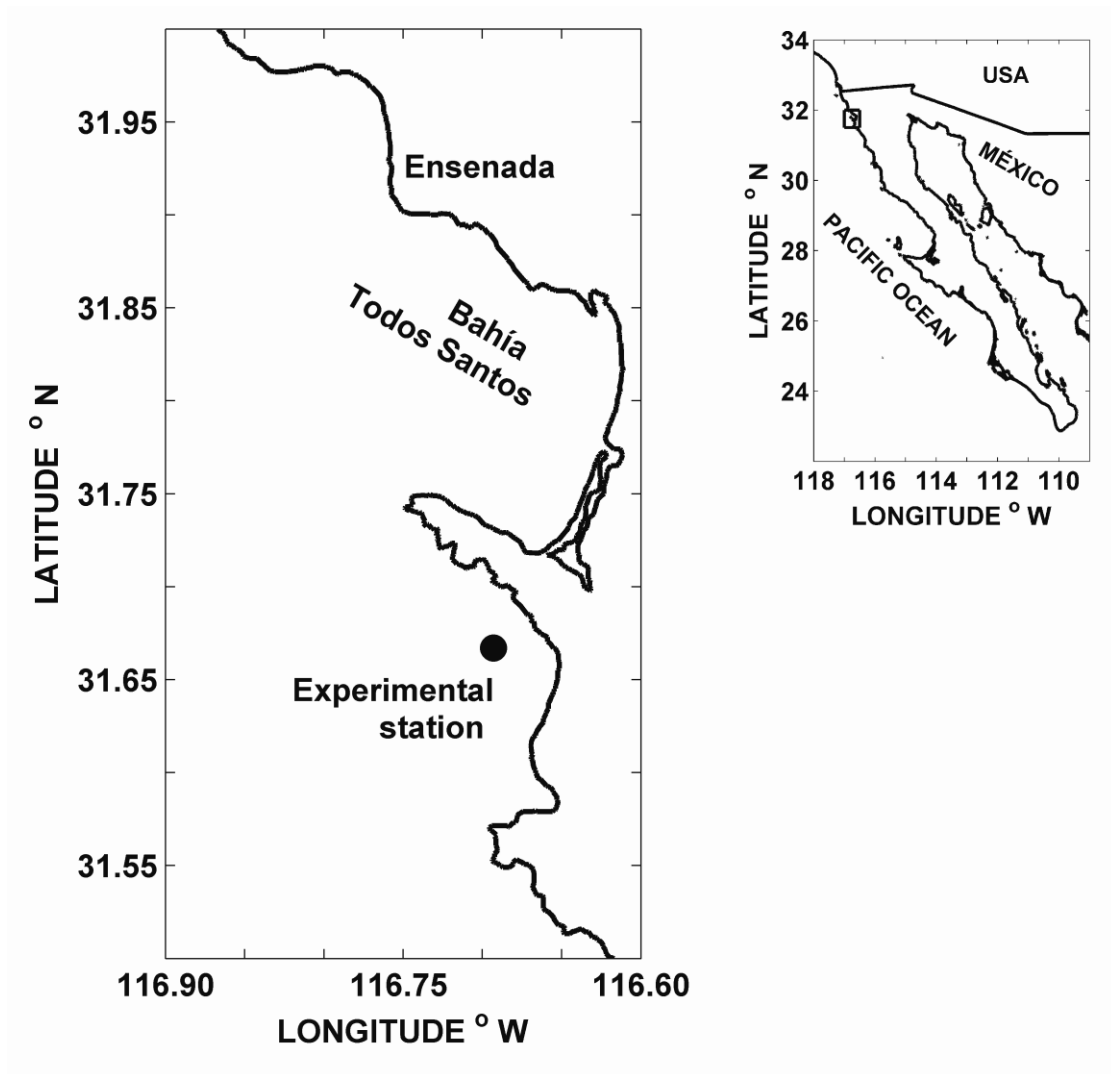 31.95
31.85
31.75
31.65
31.55
LATITUDE ° N
116.90 116.75 116.60
LONGITUDE ° W
Ensenada
Bahía
Todos Santos
Experimental
station
34
32
30
28
26
24
LATITUDE ° N
118 116 114 112 110
LONGITUDE ° W
USA
MÉXICO
PACIFIC OCEAN